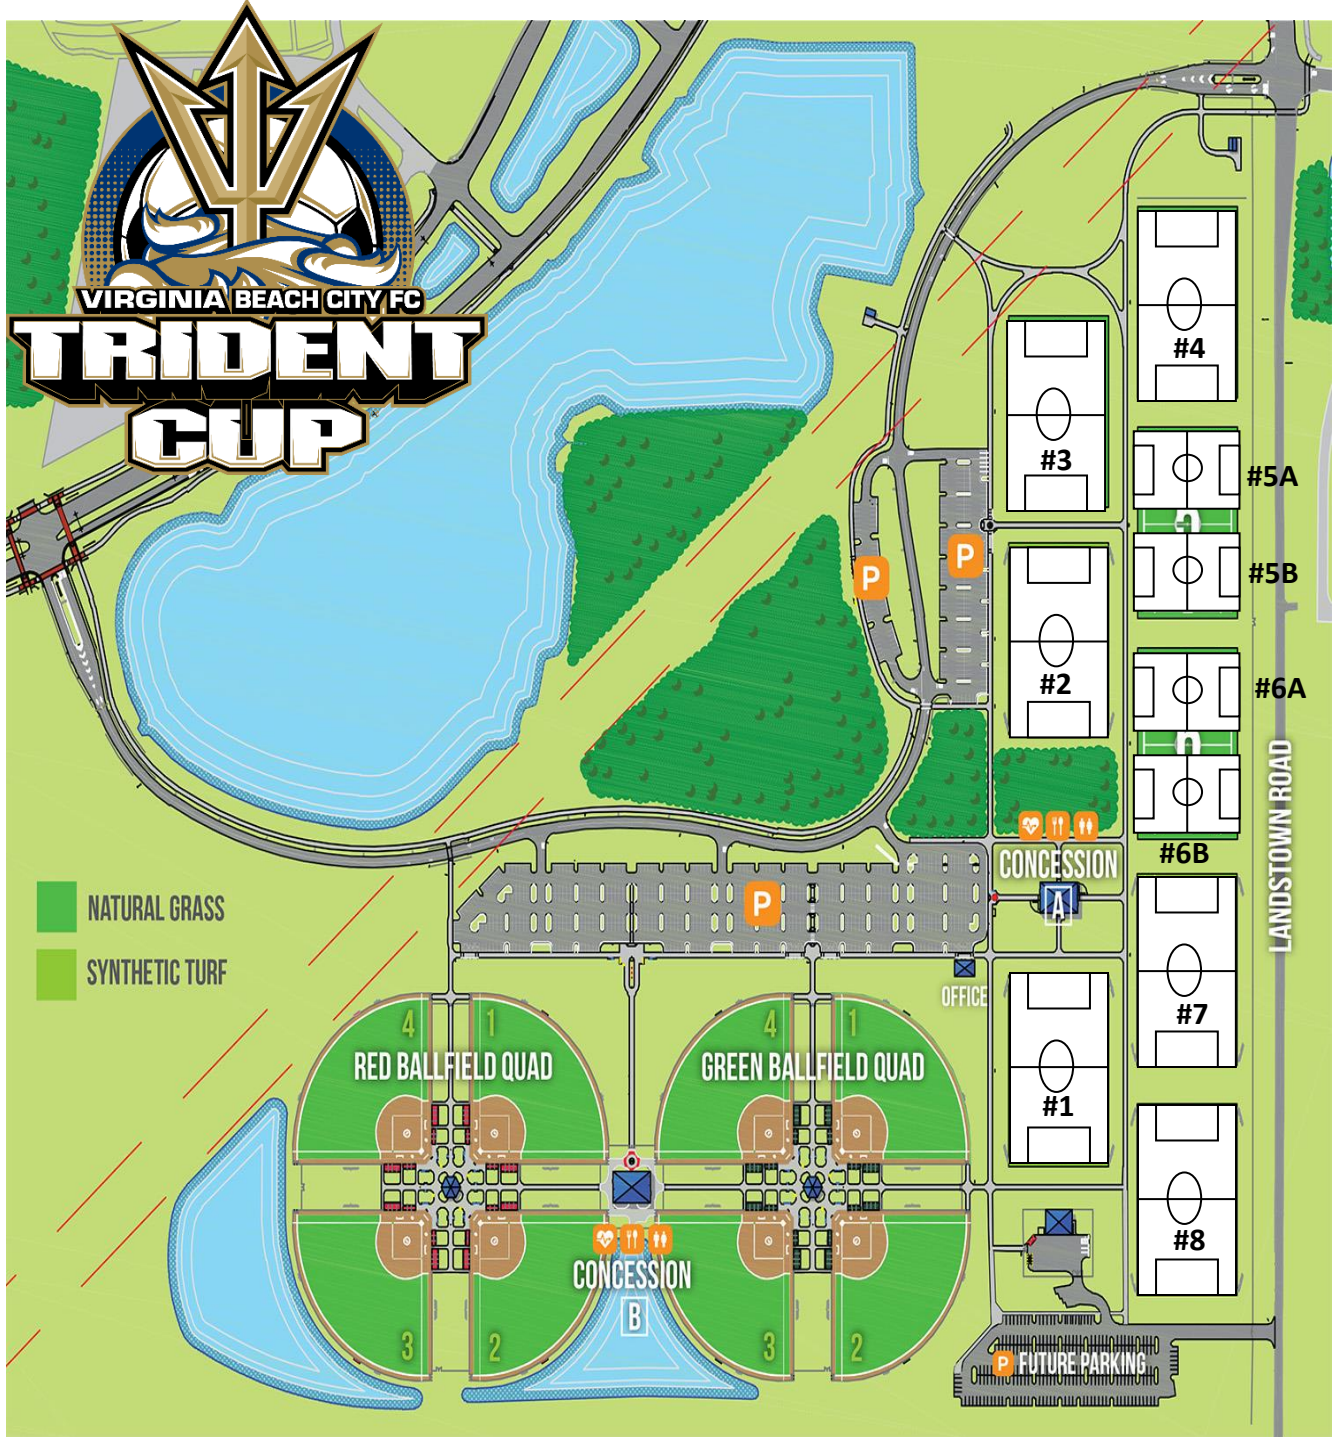 VIRGINIA BEACH CITY FC
TRIDENT
CUP
#4
#3
#5A
P
P
#5B
#2
#6A
LANDSTOWN ROAD
#6B
CONCESSION
A
P
NATURAL GRASS
SYNTHETIC TURF
OFFICE
#7
4
1
4
1
RED BALLFIELD QUAD
GREEN BALLFIELD QUAD
#1
#8
CONCESSION
B
3
2
3
2
P FUTURE PARKING